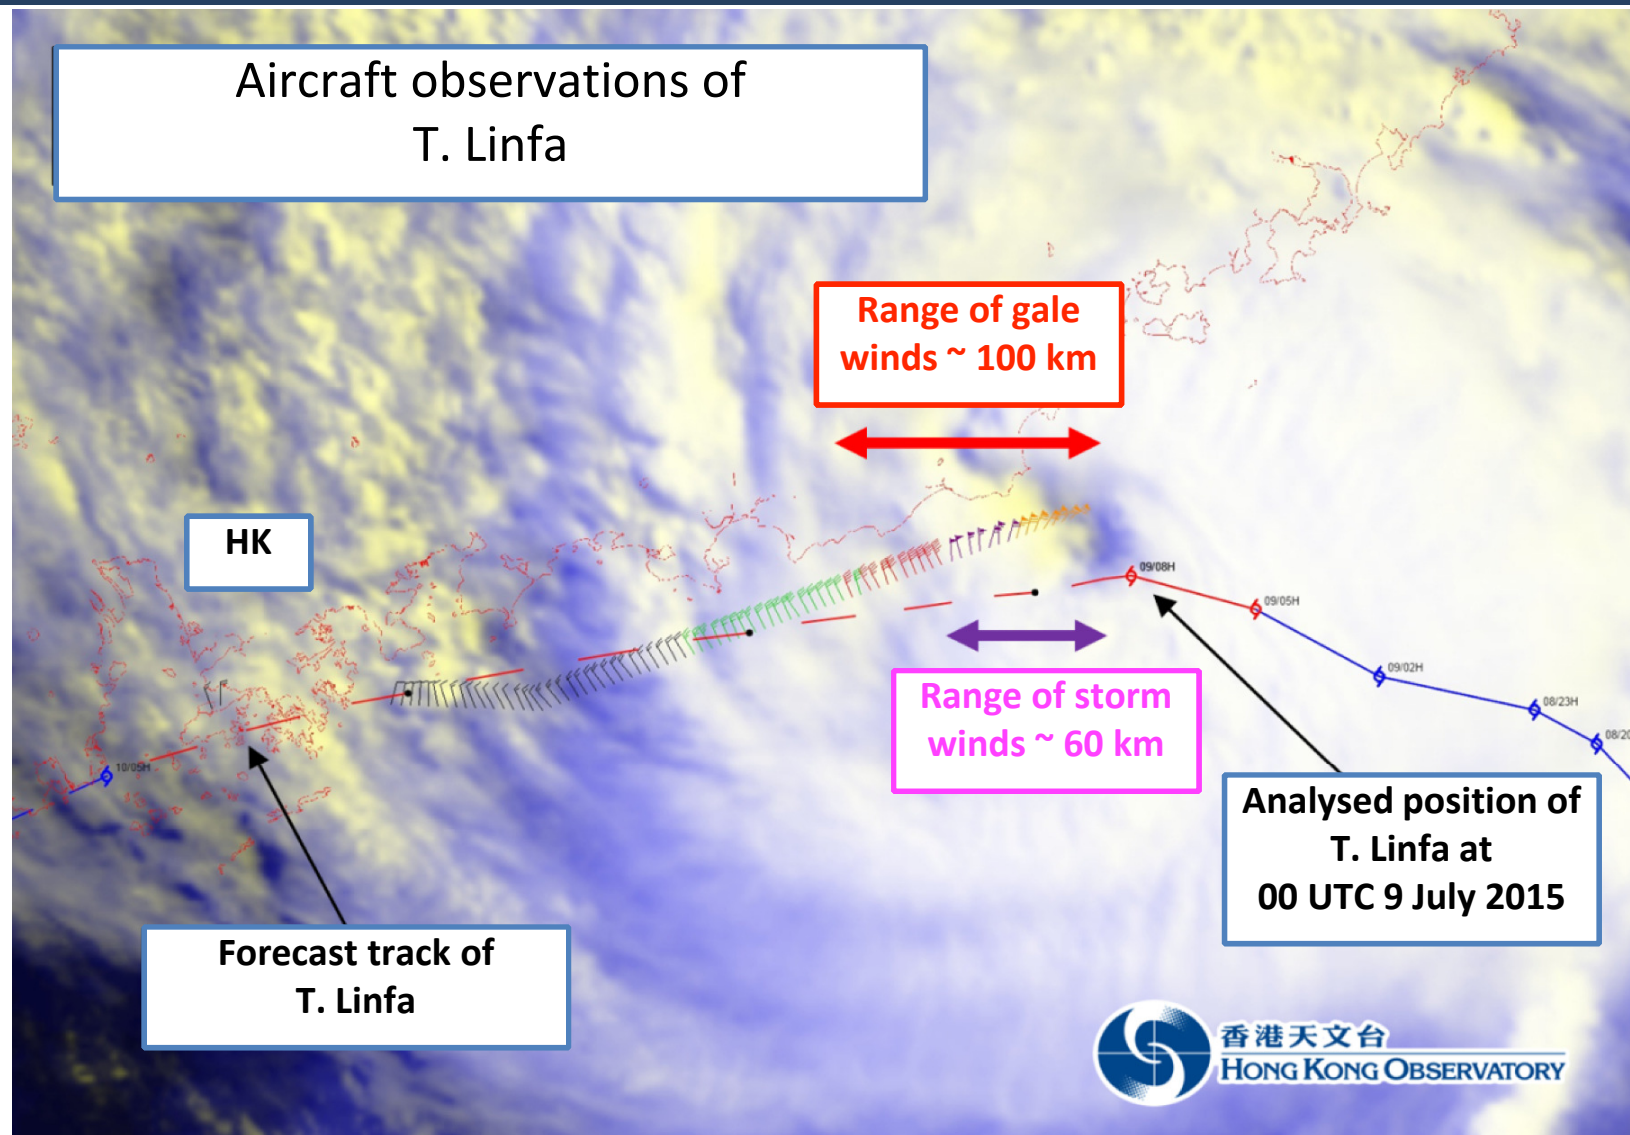 Aircraft observations of
T. Linfa
Range of gale
winds ~ 100 km
HK
09/08H
09/05H
09/02H
08/23H
08/20
10/05H
Range of storm
winds ~ 60 km
Analysed position of
T. Linfa at
00 UTC 9 July 2015
Forecast track of
T. Linfa
香港天文台
HONG KONG OBSERVATORY